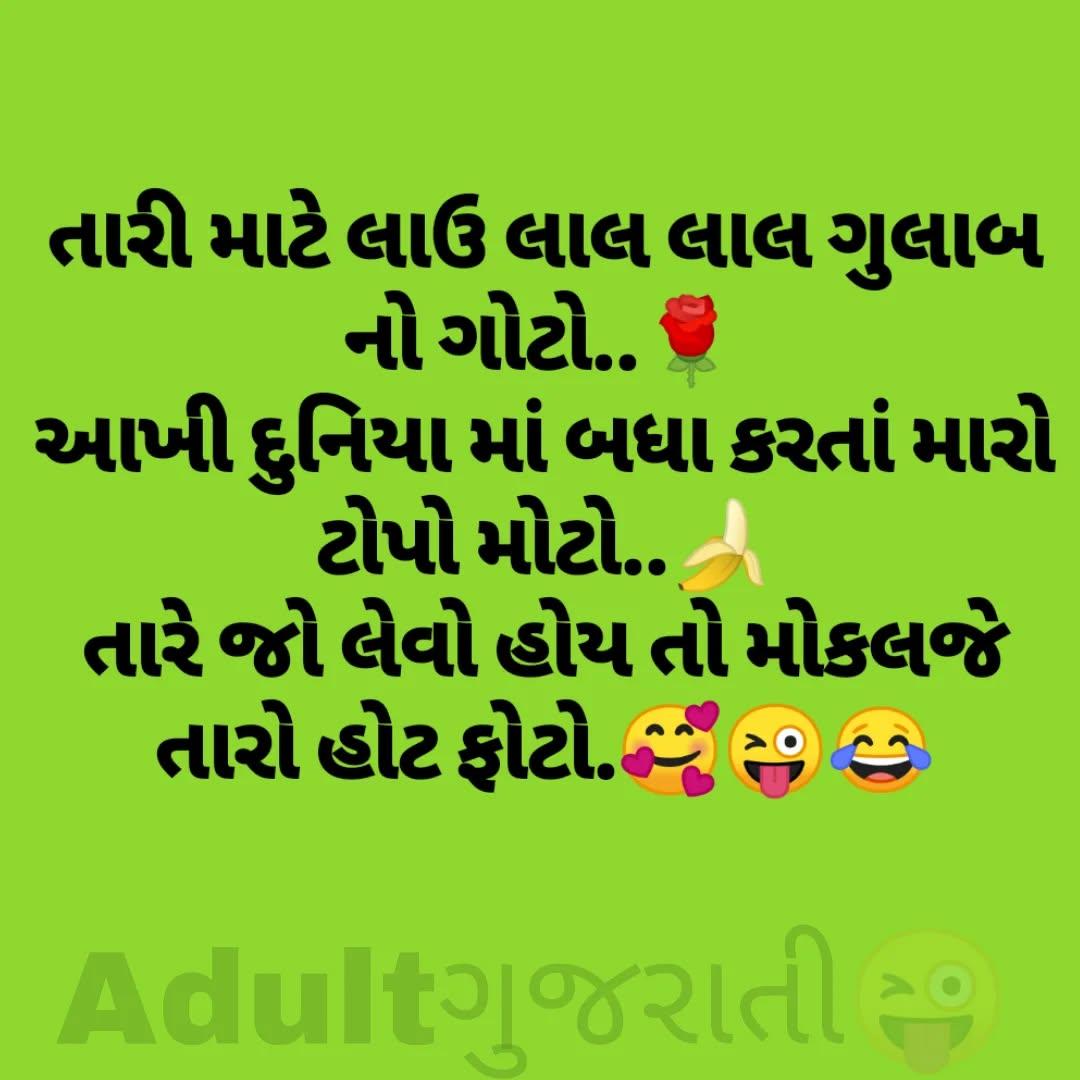 તારી માટે લાઉ લાલ લાલ ગુલાબ
નો ગોટો..🌹
આખી દુનિયા માં બધા કરતાં મારો
ટોપો મોટો..🍌
તારે જો લેવો હોય તો મોકલજે
તારો હોટ ફોટો.🥰😜😂
Adultગુજરાતી😜